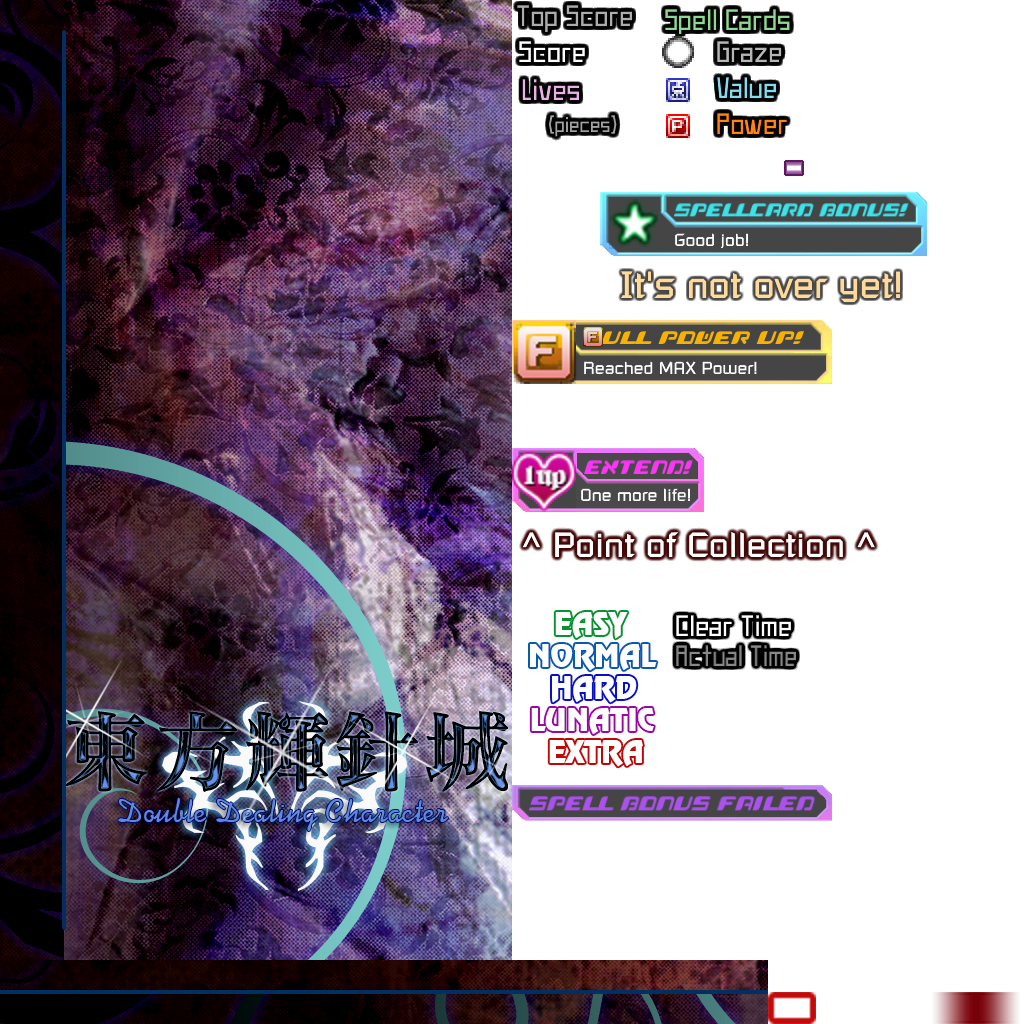 Top Score
Spell Cards
Score
Graze
Lives
Value
(pieces)
P
Power
SPELLCARD BONUS!
Good job!
It's not over yet!
F
FULL POWER UP!
Reached MAX Power!
1up
EXTEND!
One more life!
^ Point of Collection ^
EASY
Clear Time
NORMAL
Actual Time
HARD
LUNATIC
EXTRA
東方輝針城
Double Dealing Character
SPELL BONUS FAILED